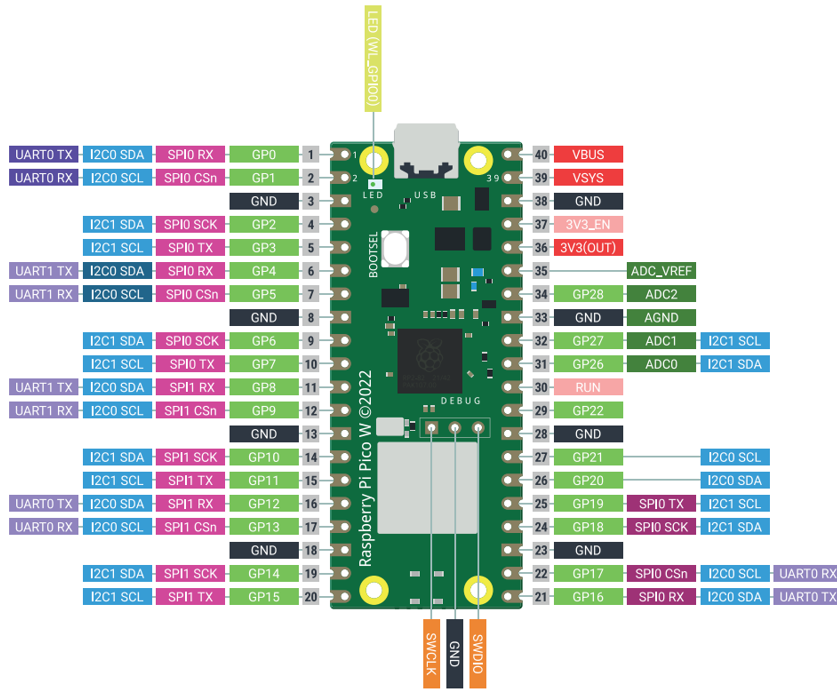 LED (WL_GPIO0)
UART0 TX I2C0 SDA SPI0 RX GP0 1 1 40 VBUS
UART0 RX I2C0 SCL SPI0 CSn GP1 2 2 39 39 VSYS
LED USB
GND 3 38 GND
I2C1 SDA SPI0 SCK GP2 4 37 3V3_EN
I2C1 SCL SPI0 TX GP3 5 36 3V3(OUT)
BOOTSEL
UART1 TX I2C0 SDA SPI0 RX GP4 6 35 ADC_VREF
UART1 RX I2C0 SCL SPI0 CSn GP5 7 34 GP28 ADC2
GND 8 33 GND AGND
I2C1 SDA SPI0 SCK GP6 9 32 GP27 ADC1 I2C1 SCL
I2C1 SCL SPI0 TX GP7 10 31 GP26 ADC0 I2C1 SDA
UART1 TX I2C0 SDA SPI1 RX GP8 11 30 RUN
DEBUG
UART1 RX I2C0 SCL SPI1 CSn GP9 12 29 GP22
GND 13 28 GND
I2C1 SDA SPI1 SCK GP10 14 27 GP21 I2C0 SCL
I2C1 SCL SPI1 TX GP11 15 26 GP20 I2C0 SDA
UART0 TX I2C0 SDA SPI1 RX GP12 16 25 GP19 SPI0 TX I2C1 SCL
UART0 RX I2C0 SCL SPI1 CSn GP13 17 24 GP18 SPI0 SCK I2C1 SDA
GND 18 23 GND
I2C1 SDA SPI1 SCK GP14 19 22 GP17 SPI0 CSn I2C0 SCL UART0 RX
I2C1 SCL SPI1 TX GP15 20 21 GP16 SPI0 RX I2C0 SDA UART0 TX
Raspberry Pi Pico W ©2022
SWCLK
GND
SWDIO